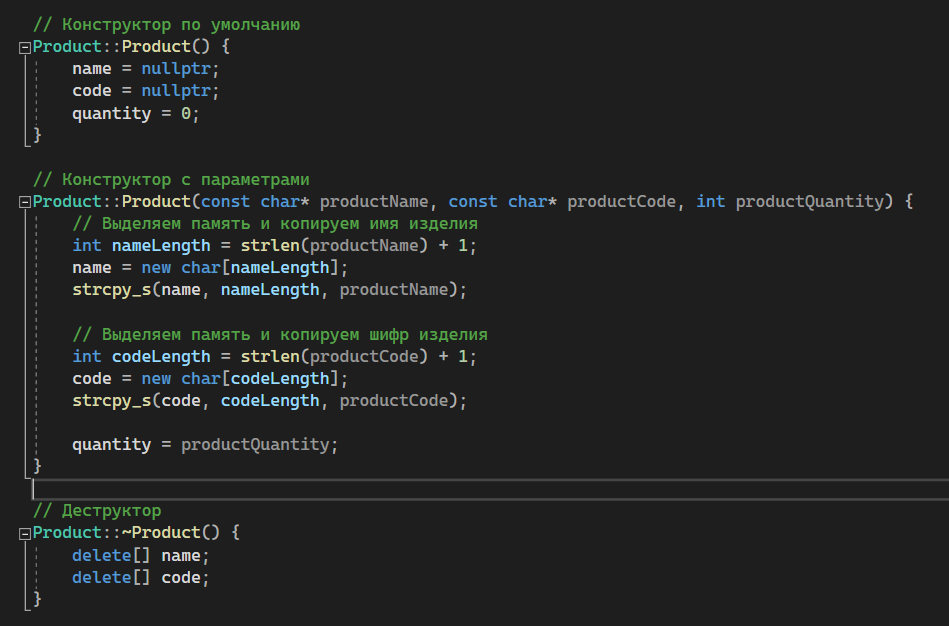 // Конструктор по умолчанию
Product::Product() {
    name = nullptr;
    code = nullptr;
    quantity = 0;
}

// Конструктор с параметрами
Product::Product(const char* productName, const char* productCode, int productQuantity) {
    // Выделяем память и копируем имя изделия
    int nameLength = strlen(productName) + 1;
    name = new char[nameLength];
    strcpy_s(name, nameLength, productName);

    // Выделяем память и копируем шифр изделия
    int codeLength = strlen(productCode) + 1;
    code = new char[codeLength];
    strcpy_s(code, codeLength, productCode);

    quantity = productQuantity;
}

// Деструктор
Product::~Product() {
    delete[] name;
    delete[] code;
}